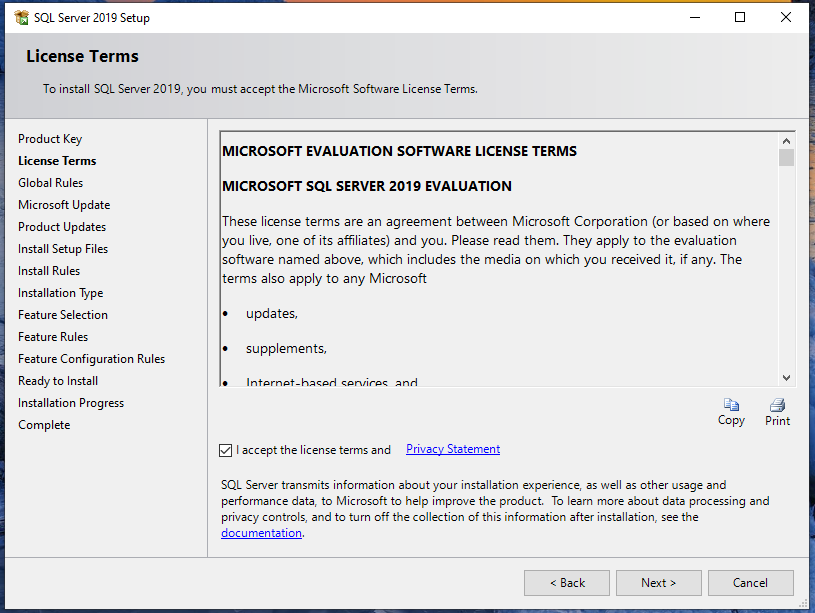 SQL Server 2019 Setup
License Terms
To install SQL Server 2019, you must accept the Microsoft Software License Terms.
Product Key
License Terms
Global Rules
Microsoft Update
Product Updates
Install Setup Files
Install Rules
Installation Type
Feature Selection
Feature Rules
Feature Configuration Rules
Ready to Install
Installation Progress
Complete
MICROSOFT EVALUATION SOFTWARE LICENSE TERMS
MICROSOFT SQL SERVER 2019 EVALUATION
These license terms are an agreement between Microsoft Corporation (or based on where
you live, one of its affiliates) and you. Please read them. They apply to the evaluation
software named above, which includes the media on which you received it, if any. The
terms also apply to any Microsoft
• updates,
• supplements,
• Internet-based services, and
Copy
Print
I accept the license terms and Privacy Statement
SQL Server transmits information about your installation experience, as well as other usage and
performance data, to Microsoft to help improve the product. To learn more about data processing and
privacy controls, and to turn off the collection of this information after installation, see the
documentation.
< Back
Next >
Cancel